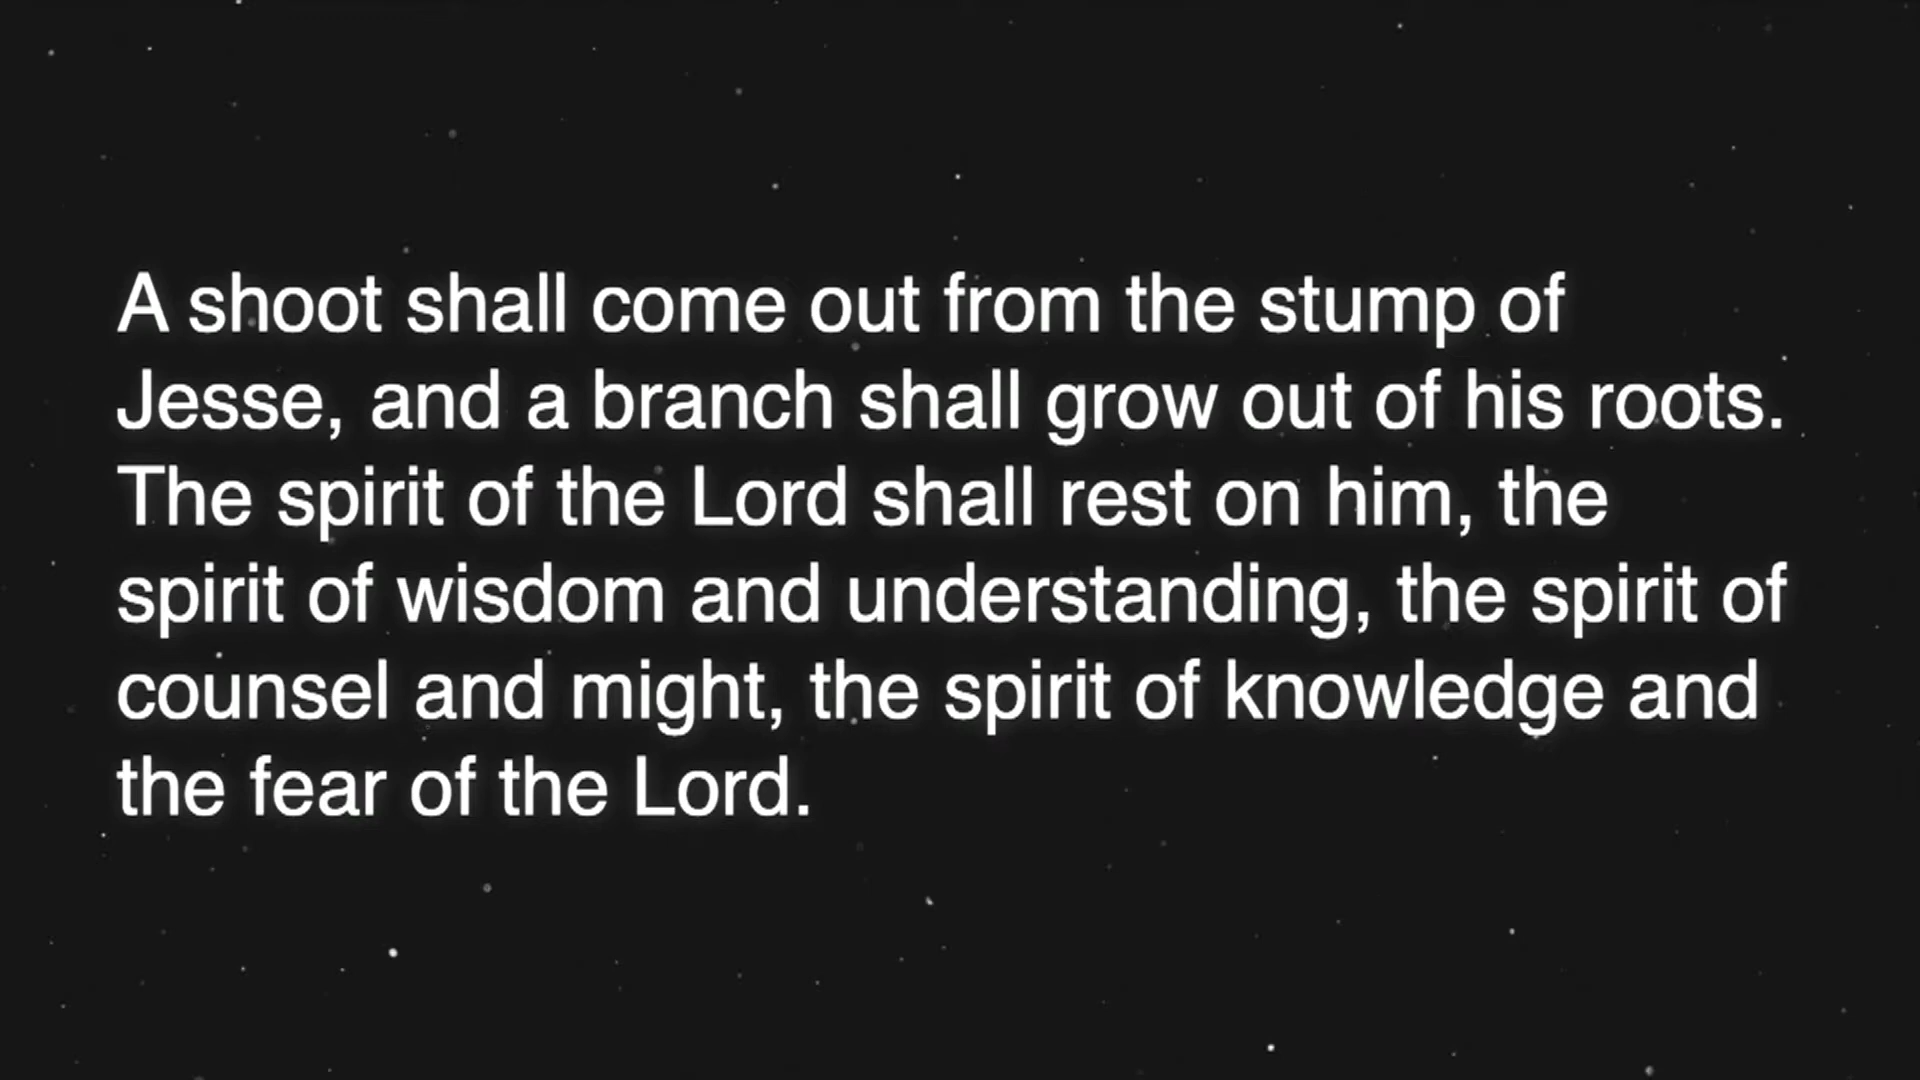 A shoot shall come out from the stump of
Jesse, and a branch shall grow out of his roots.
The spirit of the Lord shall rest on him, the
spirit of wisdom and understanding, the spirit of
counsel and might, the spirit of knowledge and
the fear of the Lord.